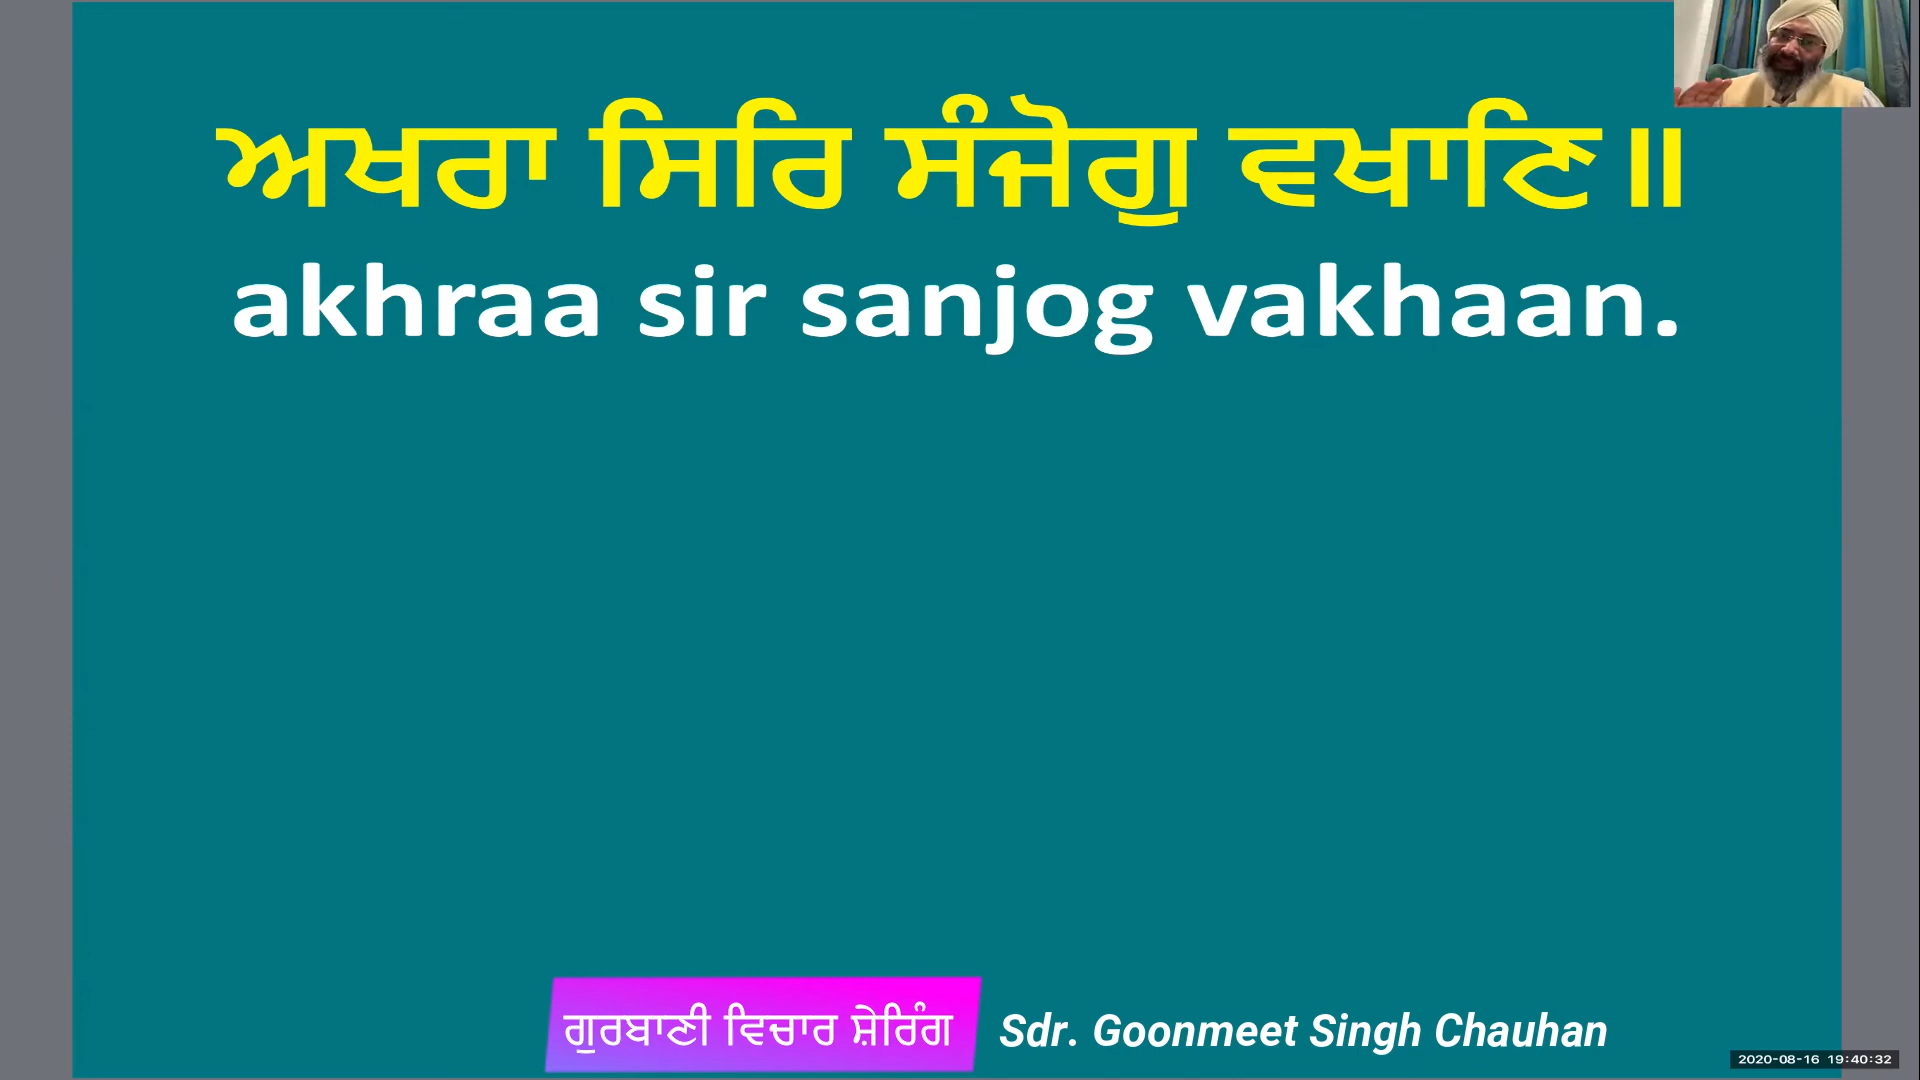 ਅਖਰਾ ਸਿਰਿ ਸੰਜੋਗੁ ਵਖਾਣਿ ॥
akhraa sir sanjog vakhaan.
ਗੁਰਬਾਣੀ ਵਿਚਾਰ ਸ਼ੇਰਿੰਗ
Sdr. Goonmeet Singh Chauhan
2020-08-16 19:40:32